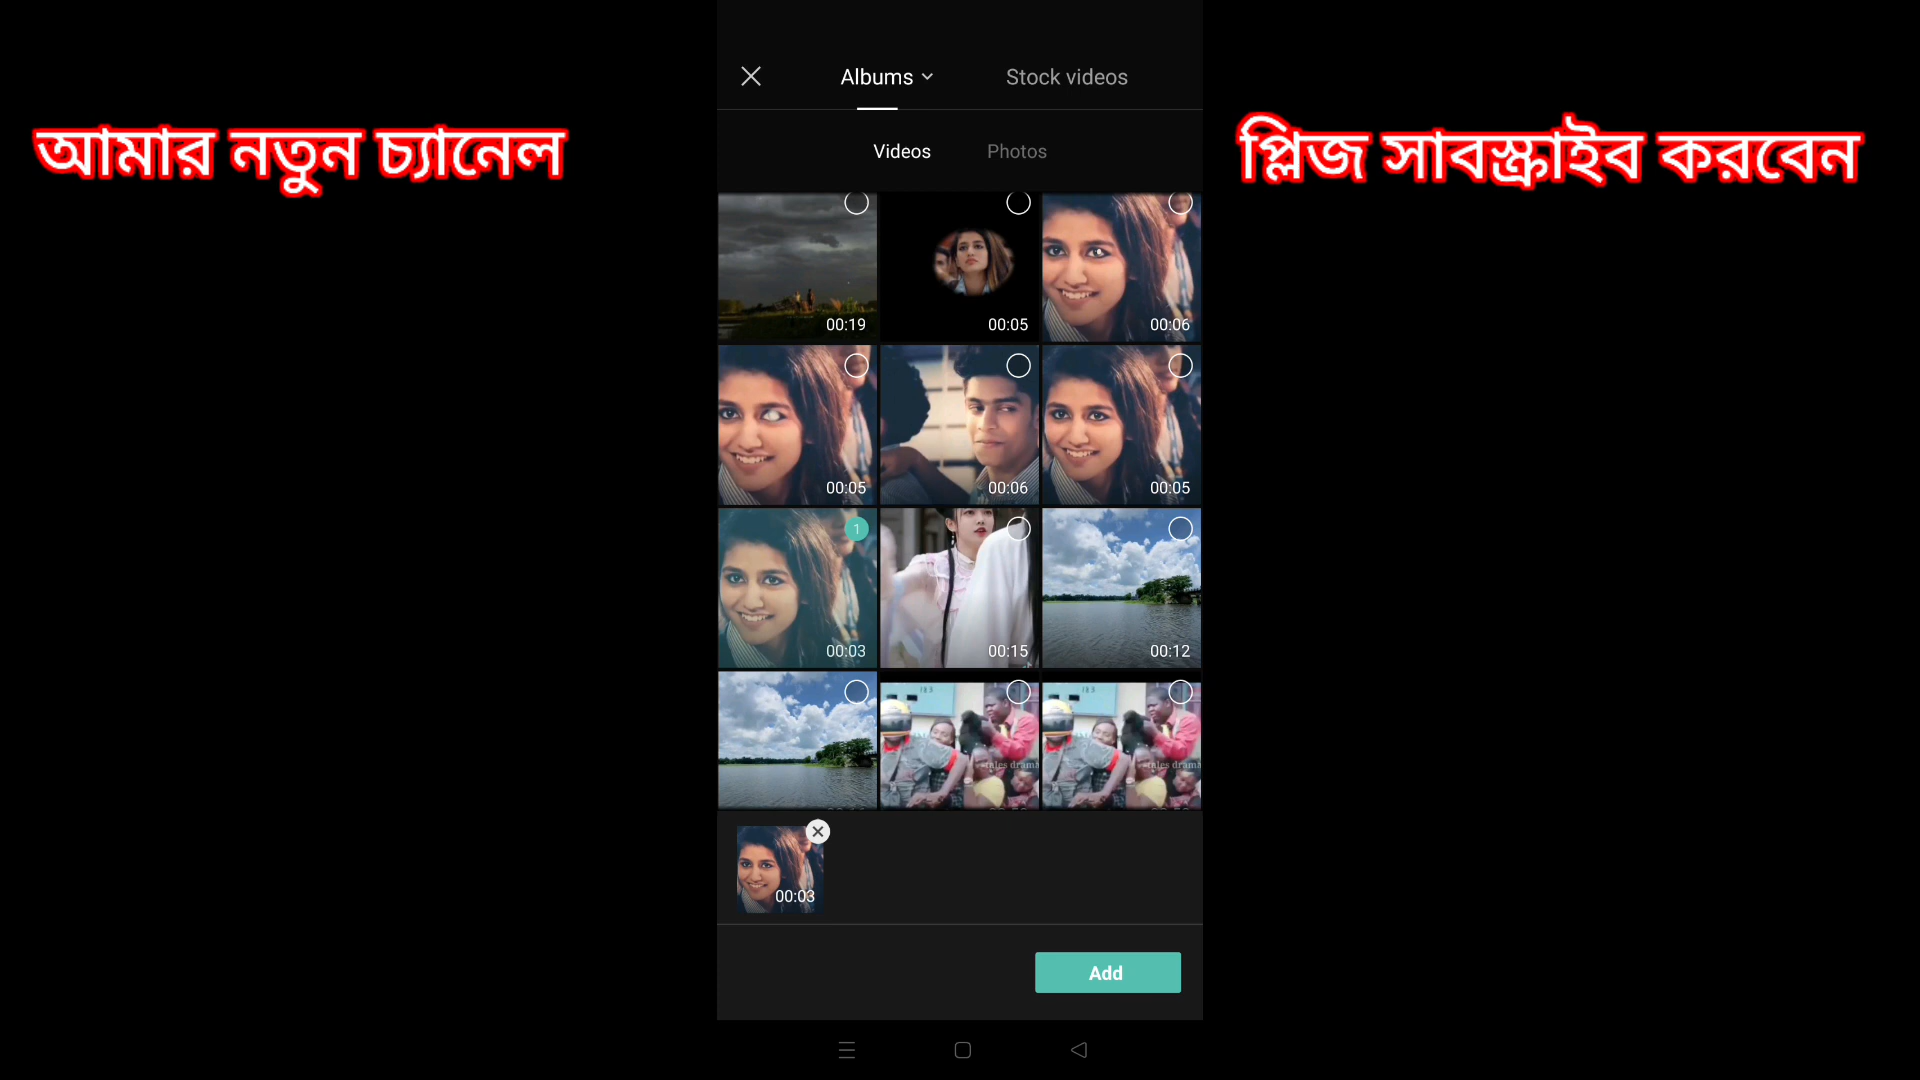 Albums
Stock videos
আমার নতুন চ্যানেল
প্লিজ সাবস্ক্রাইব করবেন
Videos
Photos
00:19
00:05
00:06
00:05
00:06
00:05
1
00:03
00:15
00:12
00:03
Add